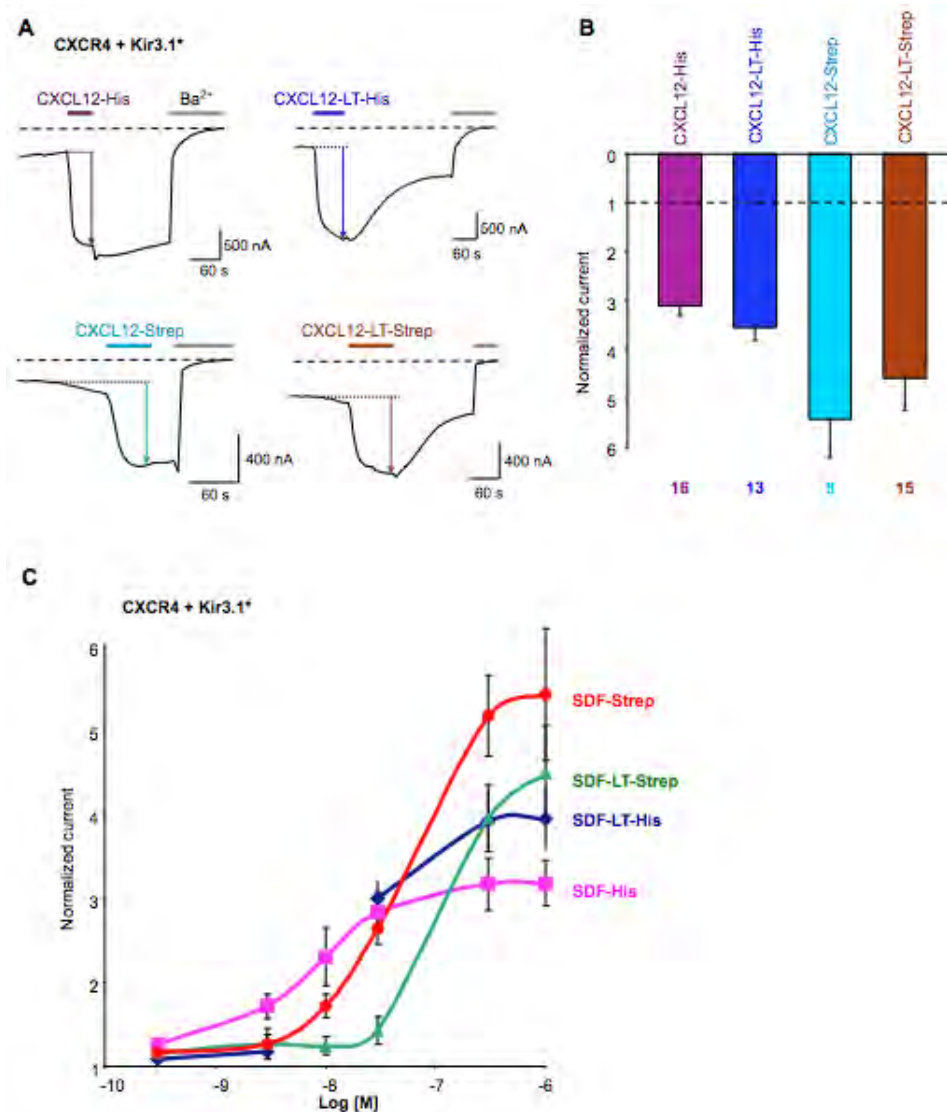 A
CXCR4 + Kir3.1*
CXCL12-His
Ba²⁺
CXCL12-LT-His
500 nA
60 s
500 nA
60 s
CXCL12-Strep
CXCL12-LT-Strep
400 nA
60 s
400 nA
60 s
B
CXCL12-His
CXCL12-LT-His
CXCL12-Strep
CXCL12-LT-Strep
Normalized current
0
1
2
3
4
5
6
16
13
15
C
CXCR4 + Kir3.1*
Normalized current
6
5
4
3
2
1
SDF-Strep
SDF-LT-Strep
SDF-LT-His
SDF-His
-10
-9
-8
-7
-6
Log [M]